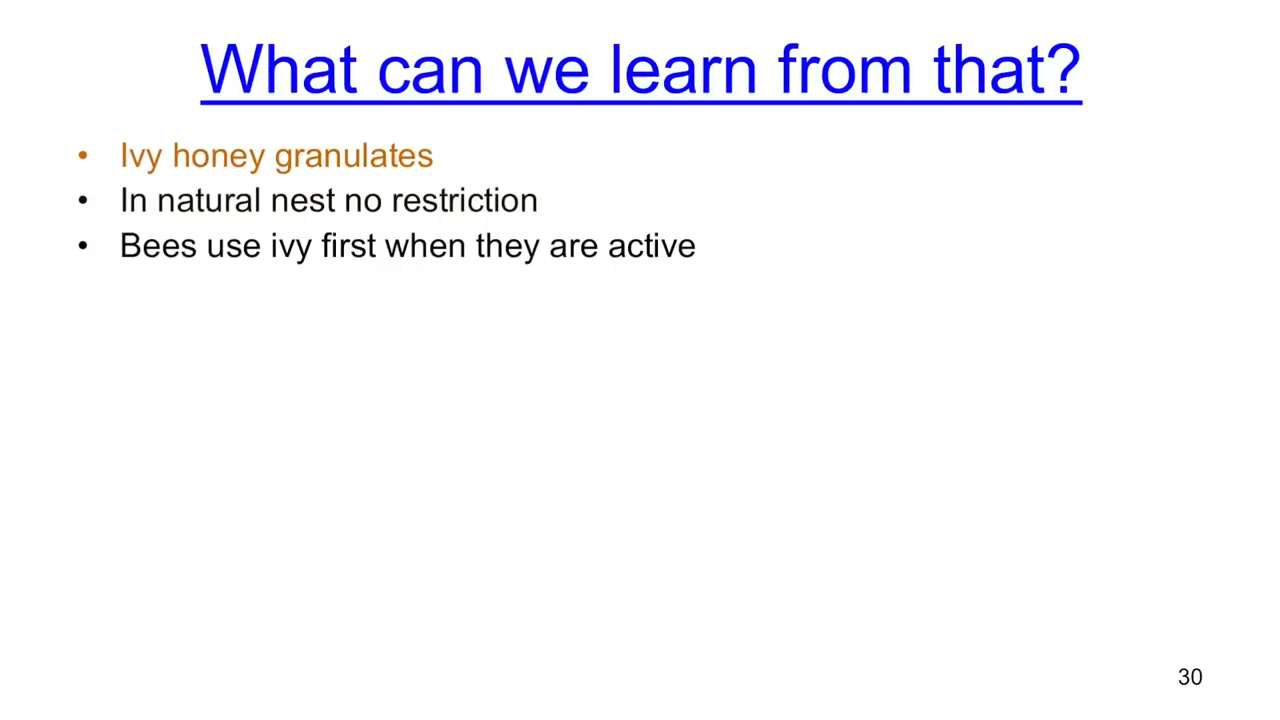 What can we learn from that?
• Ivy honey granulates
• In natural nest no restriction
• Bees use ivy first when they are active
30